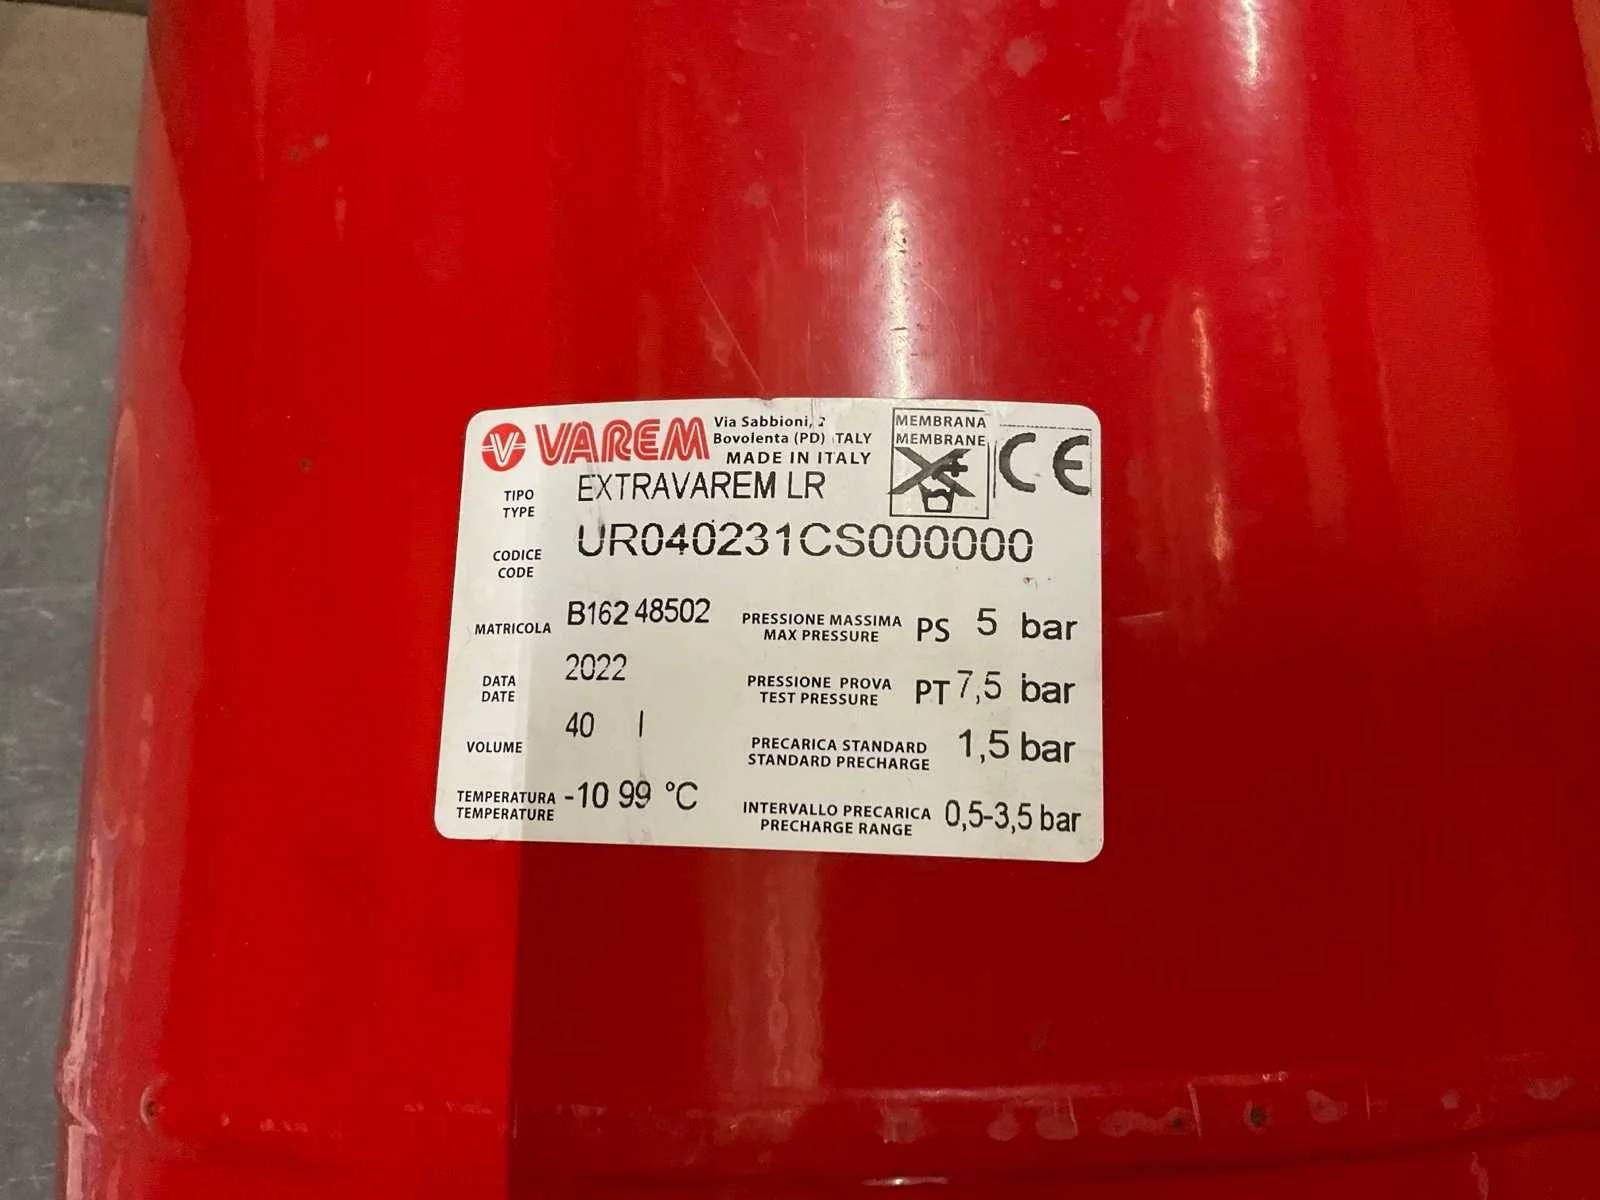 VAREM
Via Sabbioni, 2
Bovolenta (PD) ITALY
MADE IN ITALY
MEMBRANA
MEMBRANE
CE
TIPO
TYPE
EXTRAVAREM LR
CODICE
CODE
UR040231CS000000
MATRICOLA
B162 48502
DATA
DATE
2022
VOLUME
40 l
TEMPERATURA
TEMPERATURE
-10 99 °C
PRESSIONE MASSIMA
MAX PRESSURE
PS 5 bar
PRESSIONE PROVA
TEST PRESSURE
PT 7,5 bar
PRECARICA STANDARD
STANDARD PRECHARGE
1,5 bar
INTERVALLO PRECARICA
PRECHARGE RANGE
0,5-3,5 bar